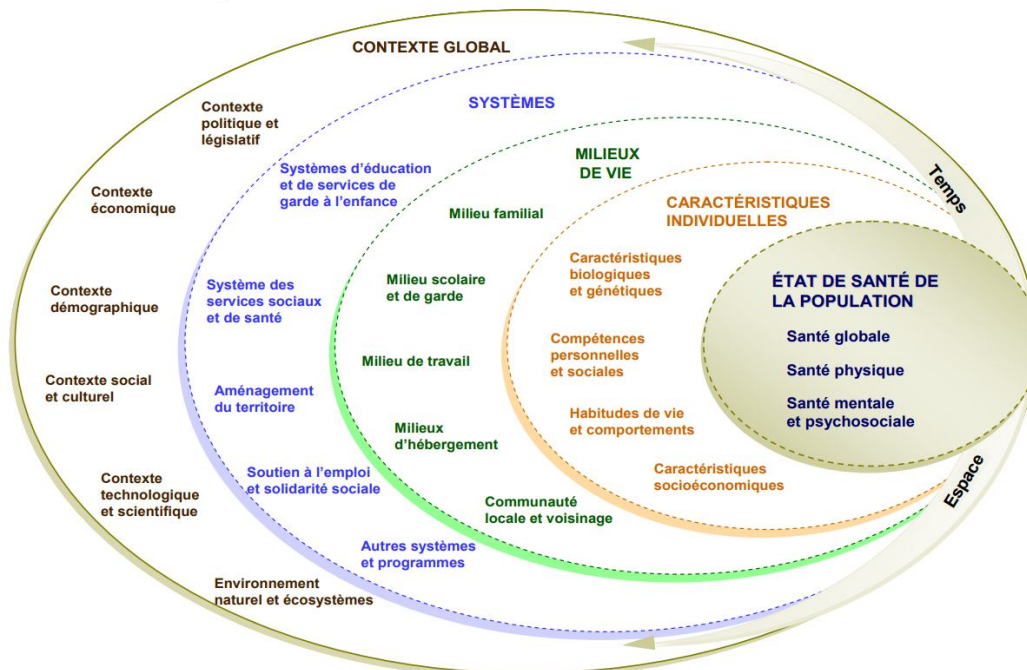 CONTEXTE GLOBAL
Contexte
politique et
législatif
Contexte
économique
Contexte
démographique
Contexte social
et culturel
Contexte
technologique
et scientifique
Environnement
naturel et écosystèmes
SYSTÈMES
Systèmes d'éducation
et de services de
garde à l'enfance
Système des
services sociaux
et de santé
Aménagement
du territoire
Soutien à l'emploi
et solidarité sociale
Autres systèmes
et programmes
MILIEUX
DE VIE
Milieu familial
Milieu scolaire
et de garde
Milieu de travail
Milieux
d'hébergement
Communauté
locale et voisinage
CARACTÉRISTIQUES
INDIVIDUELLES
Caractéristiques
biologiques
et génétiques
Compétences
personnelles
et sociales
Habitudes de vie
et comportements
Caractéristiques
socioéconomiques
ÉTAT DE SANTÉ DE
LA POPULATION
Santé globale
Santé physique
Santé mentale
et psychosociale
Temps
Espace